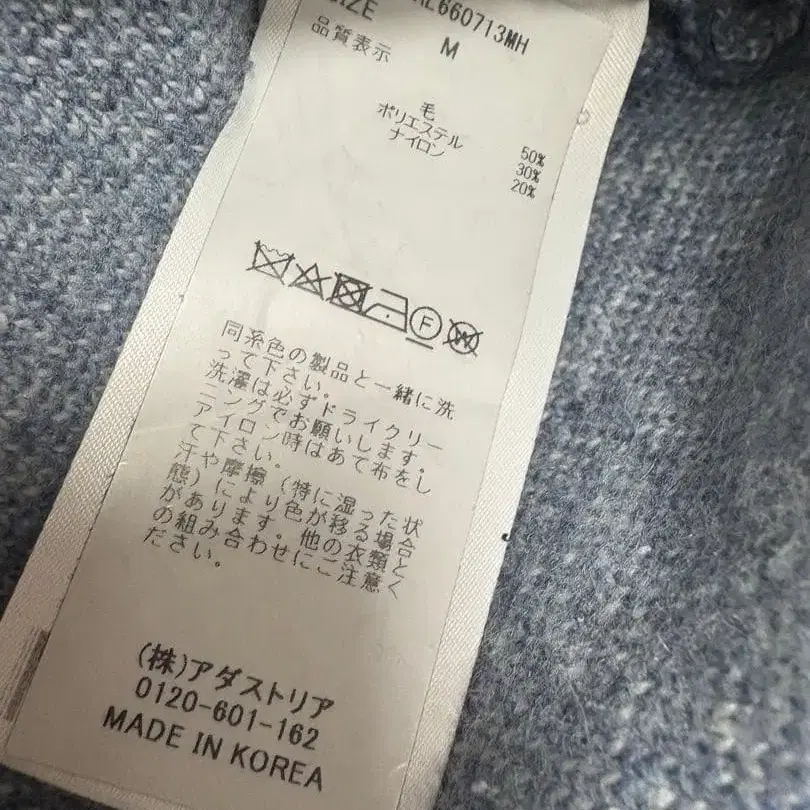 SIZE
660713MH
品質表示
M
毛 50%
ポリエステル 30%
ナイロン 20%
F
W
同系色の製品と一緒に洗
って下さい。
洗濯は必ずドライクリー
ニングでお願いします。
アイロン時はあて布をし
て下さい。
汗や摩擦(特に湿った状
態)により色が移る場合
があります。他の衣類と
の組み合わせにご注意く
ださい。
(株)アダストリア
0120-601-162
MADE IN KOREA